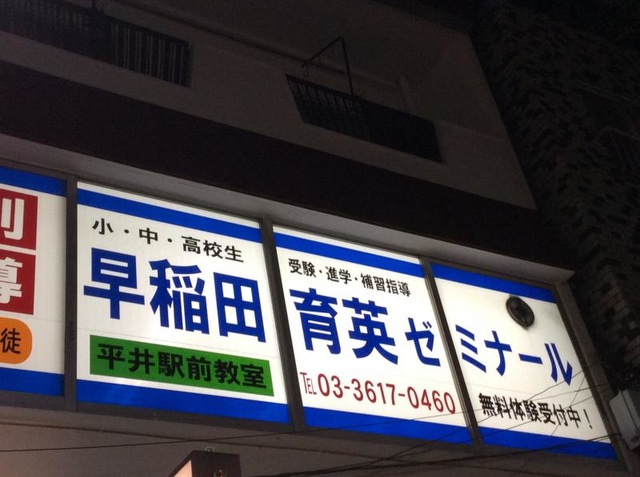 小・中・高校生
早稲田
平井駅前教室
受験・進学・補習指導
育英ゼミナール
TEL 03-3617-0460
無料体験受付中！
導
徒